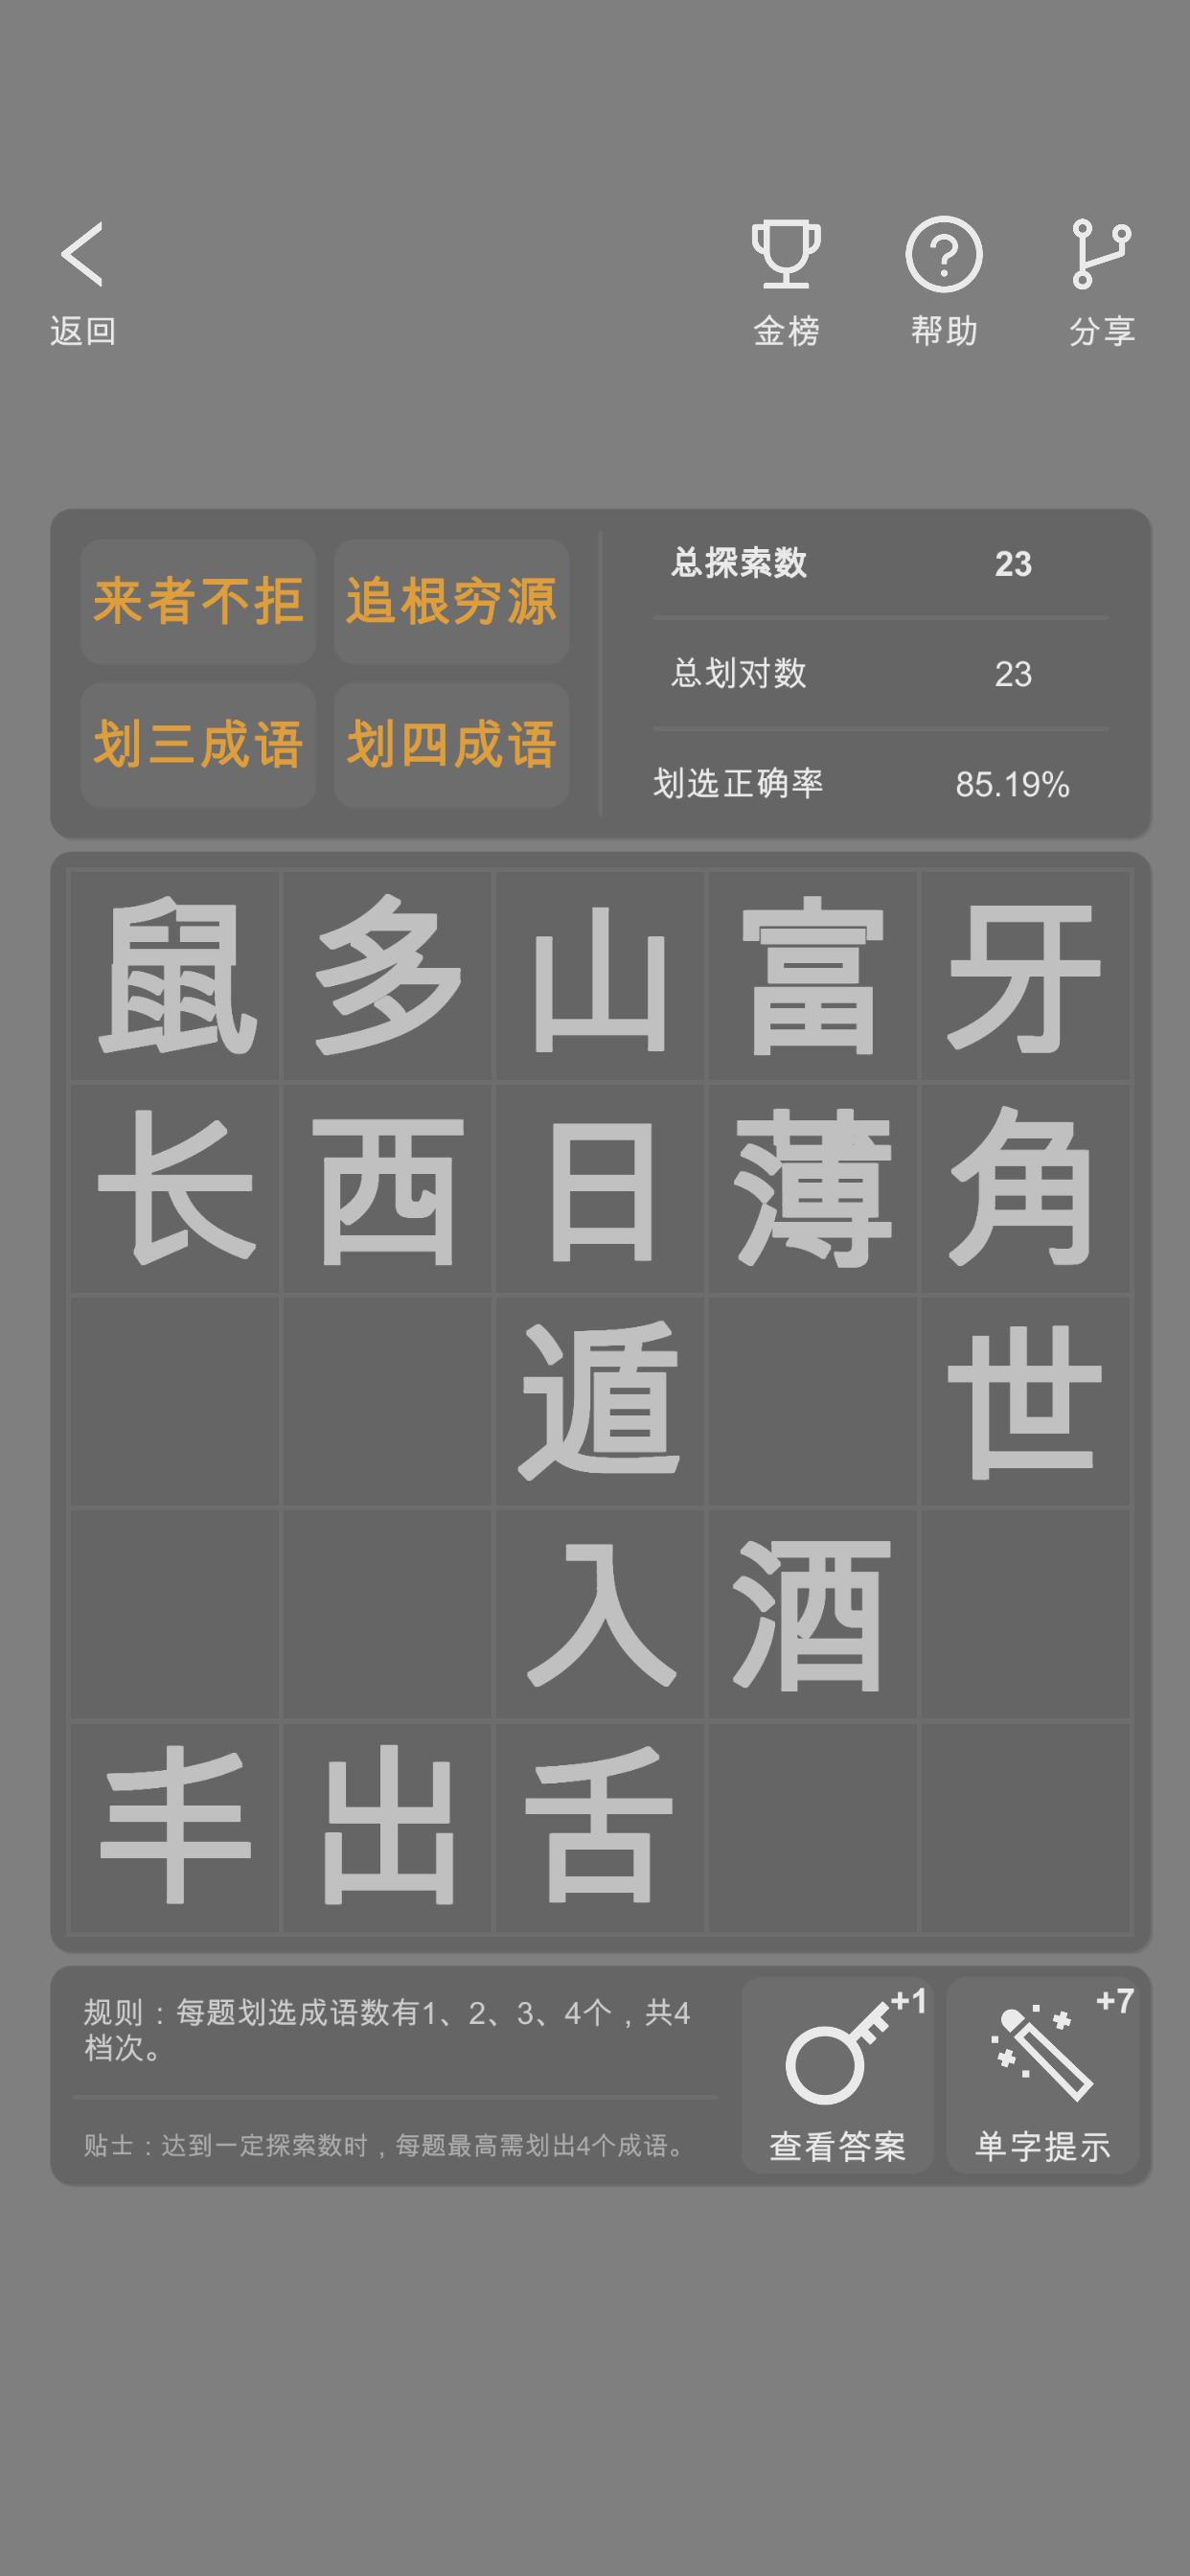 返回 金榜 帮助 分享
来者不拒 追根穷源
划三成语 划四成语
总探索数 23
总划对数 23
划选正确率 85.19%
鼠 多 山 富 牙
长 西 日 薄 角
遁 世
入 酒
丰 出 舌
规则：每题划选成语数有1、2、3、4个，共4
档次。
贴士：达到一定探索数时，每题最高需划出4个成语。
+1
查看答案
+7
单字提示